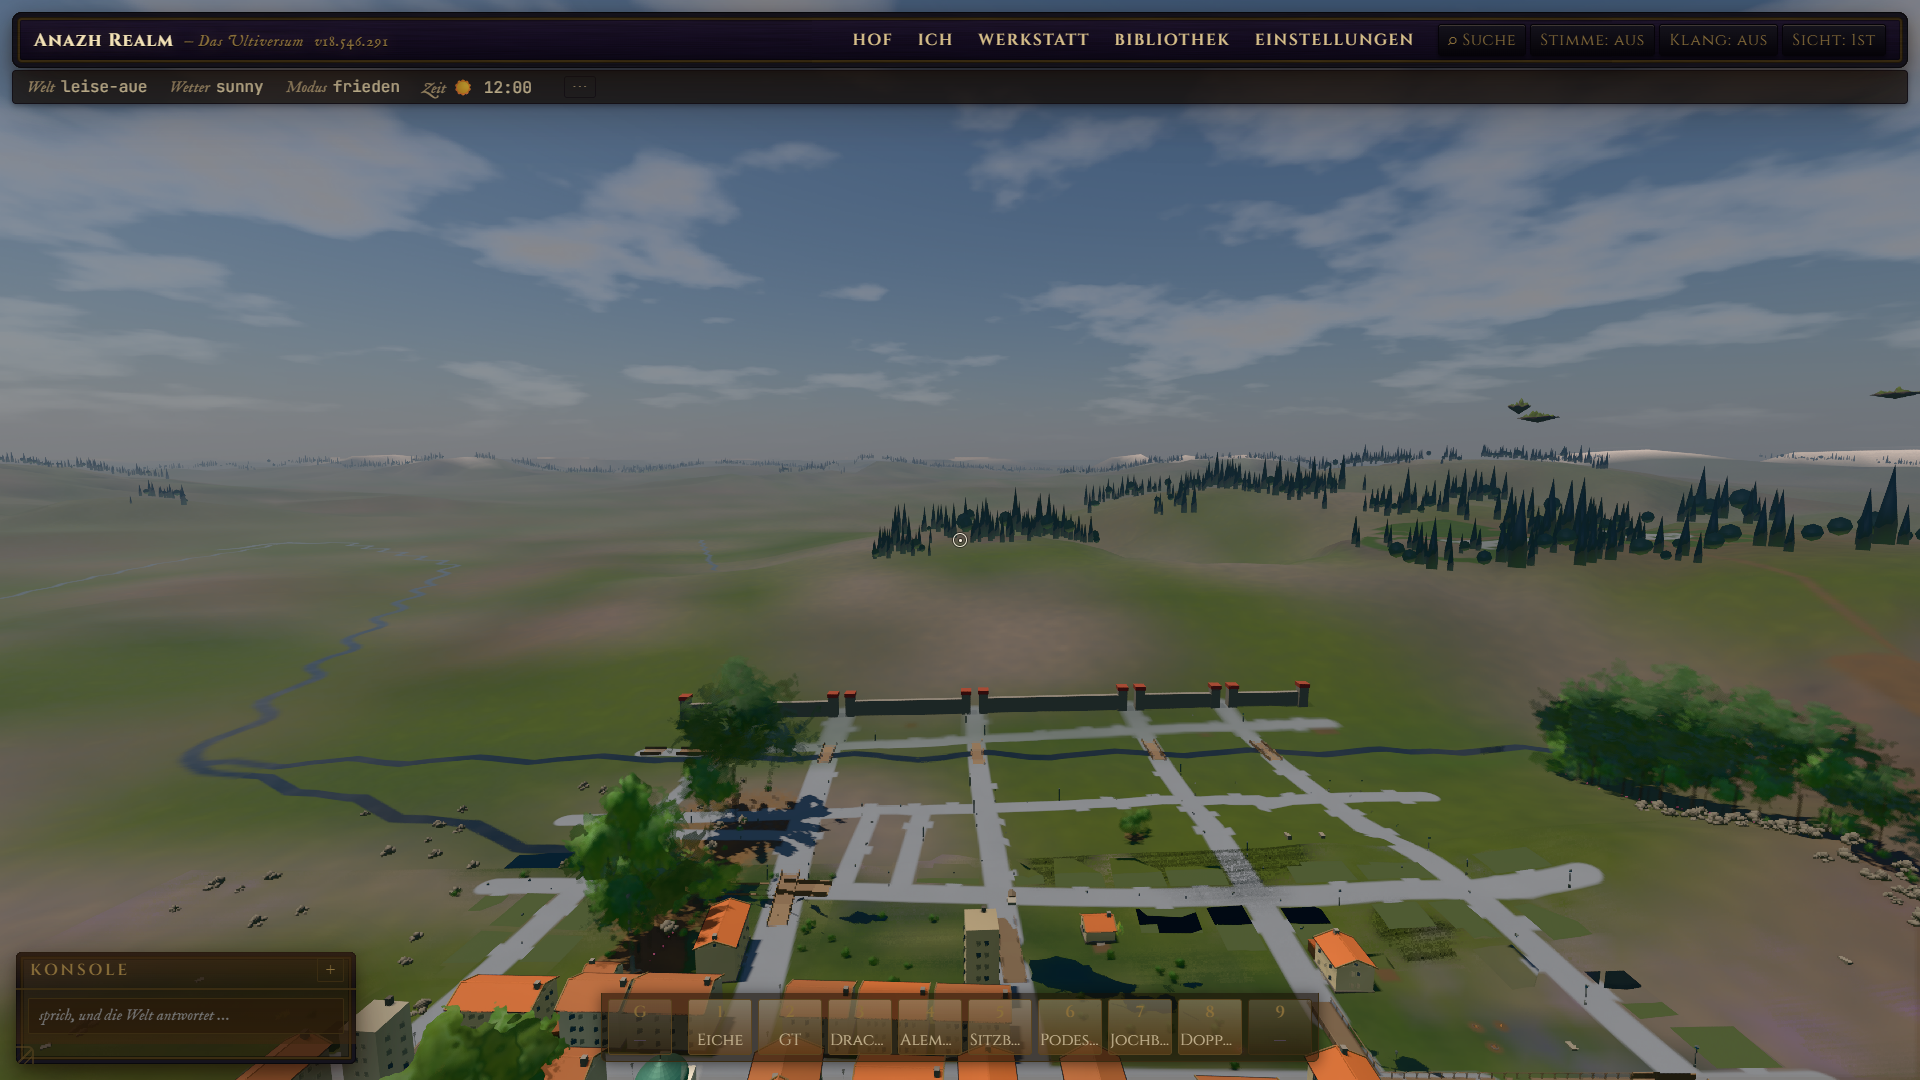 Anazh Realm — Das Ultiversum v18.546.291
HOF ICH WERKSTATT BIBLIOTHEK EINSTELLUNGEN ⌕ SUCHE STIMME: AUS KLANG: AUS SICHT: IST
Welt leise-aue Wetter sunny Modus frieden Zeit 12:00 ...
KONSOLE +
sprich, und die Welt antwortet ...
G 1 2 3 4 5 6 7 8 9
— EICHE GT DRAC... ALEM... SITZB... PODES... JOCHB... DOPP... —